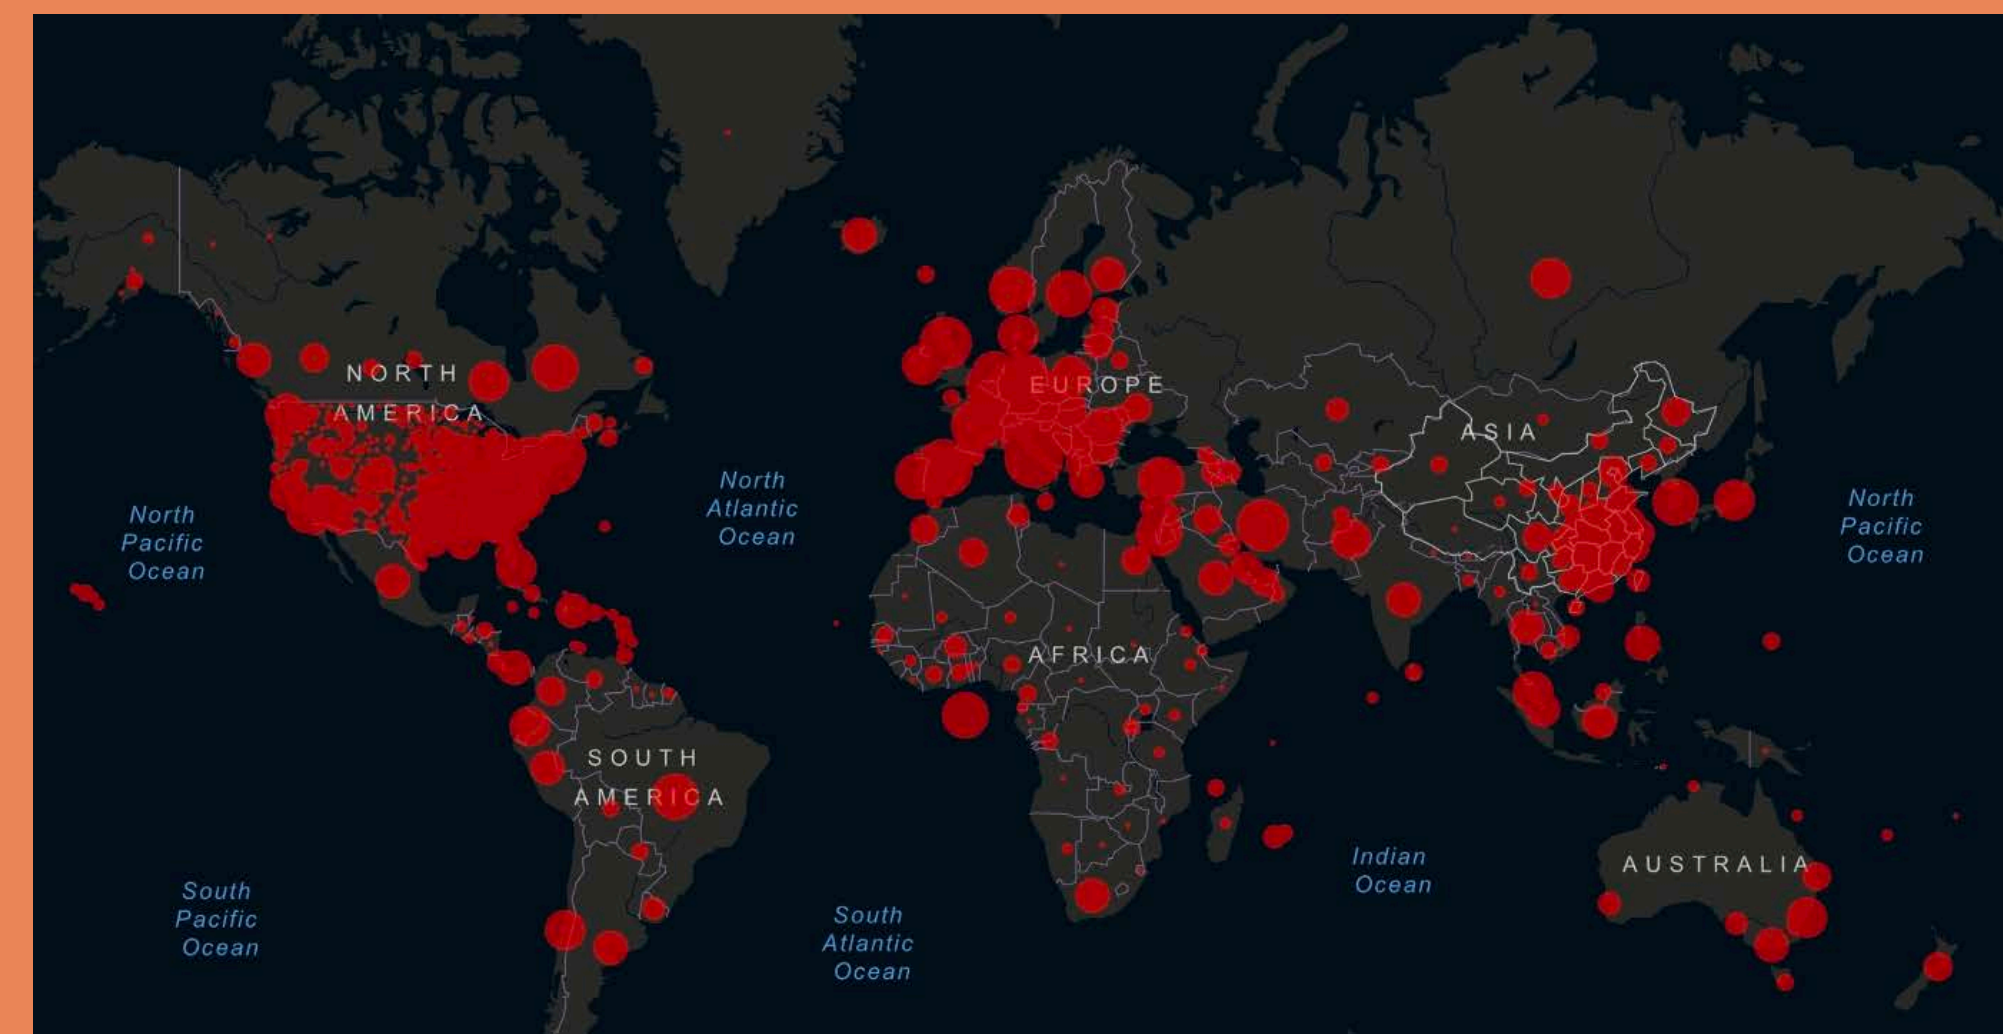 NORTH
AMERICA
EUROPE
ASIA
North
Pacific
Ocean
North
Atlantic
Ocean
North
Pacific
Ocean
AFRICA
SOUTH
AMERICA
South
Pacific
Ocean
South
Atlantic
Ocean
Indian
Ocean
AUSTRALIA